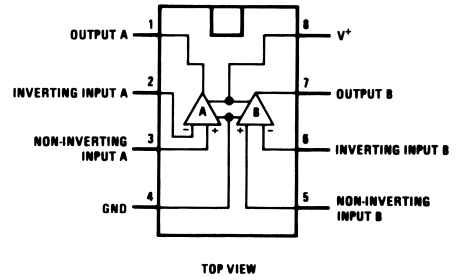 1
OUTPUT A
8
V+
2
INVERTING INPUT A
7
OUTPUT B
A
B
- +
+ -
3
NON-INVERTING
INPUT A
6
INVERTING INPUT B
4
GND
5
NON-INVERTING
INPUT B
TOP VIEW